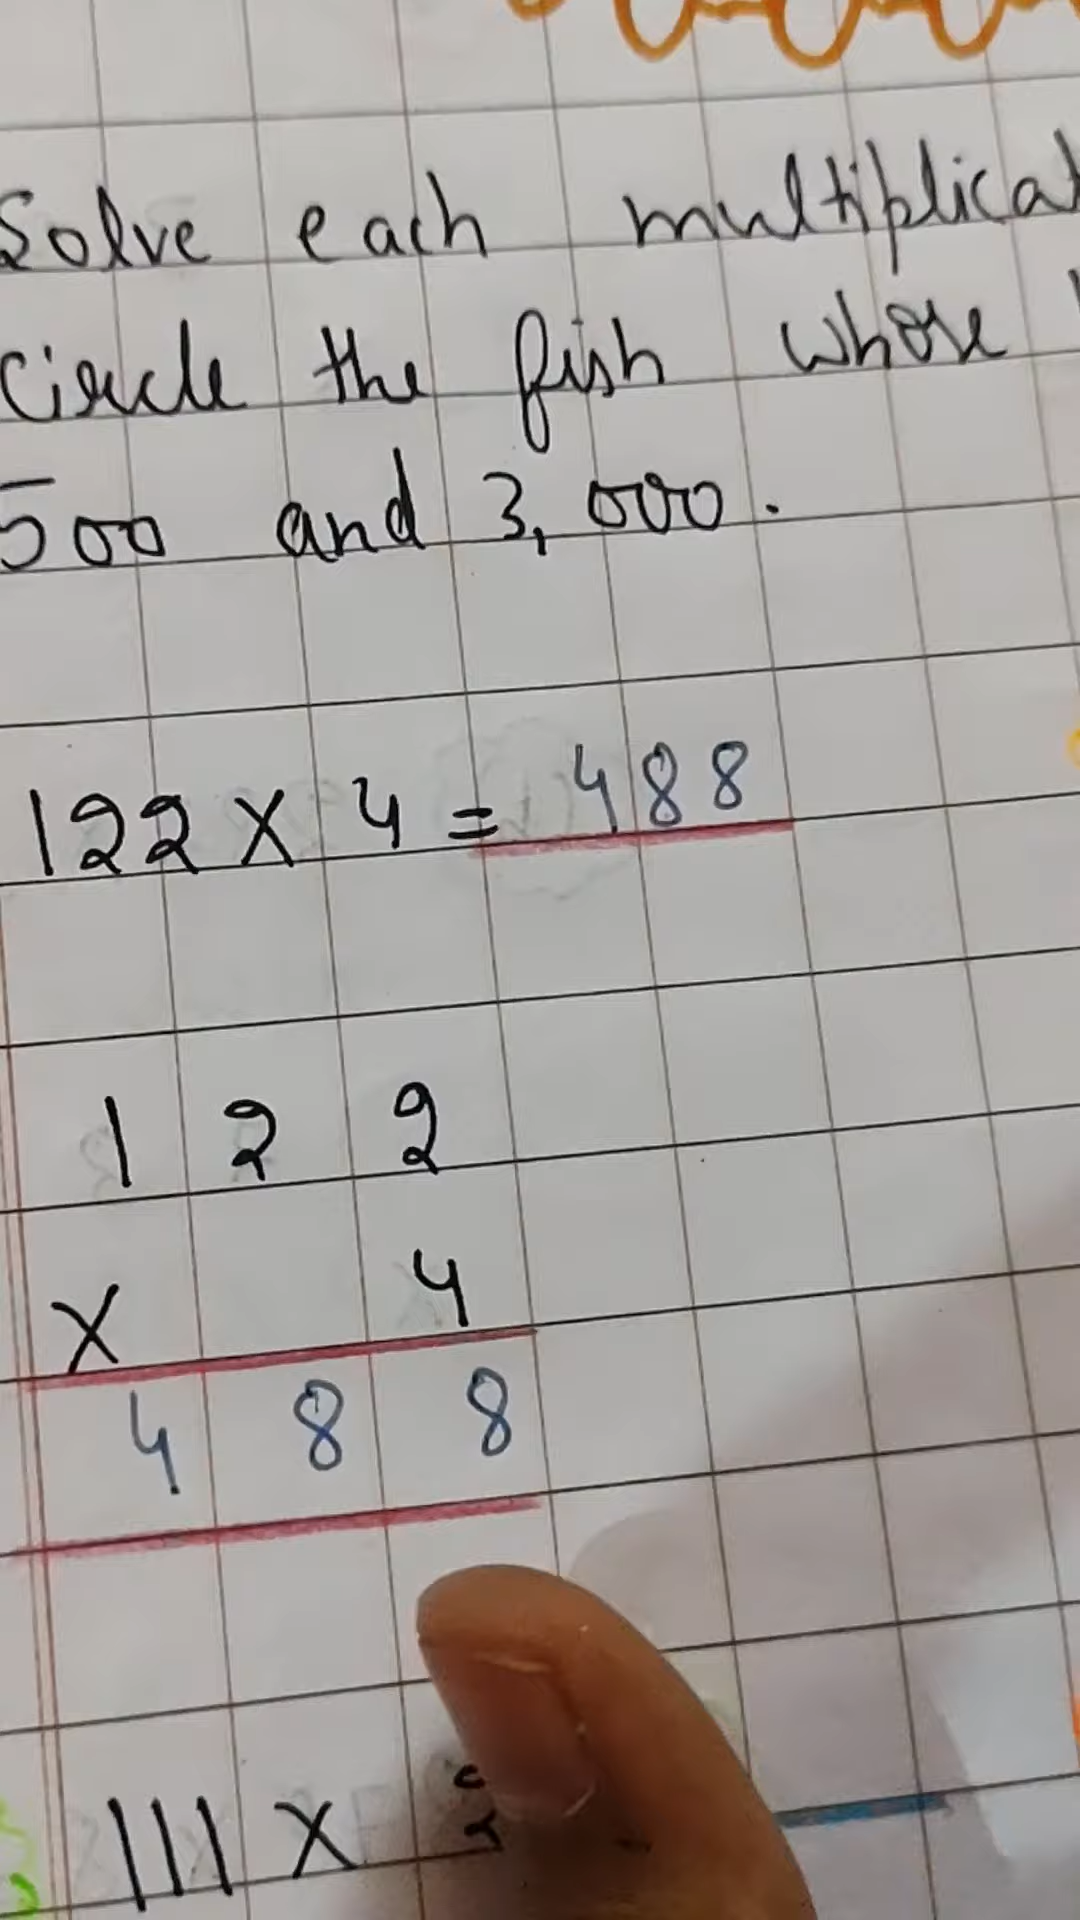 Solve each multiplicat
Circle the fish whose
500 and 3,000.
122 x 4 = 488
1 2 2
x 4
4 8 8
111 x